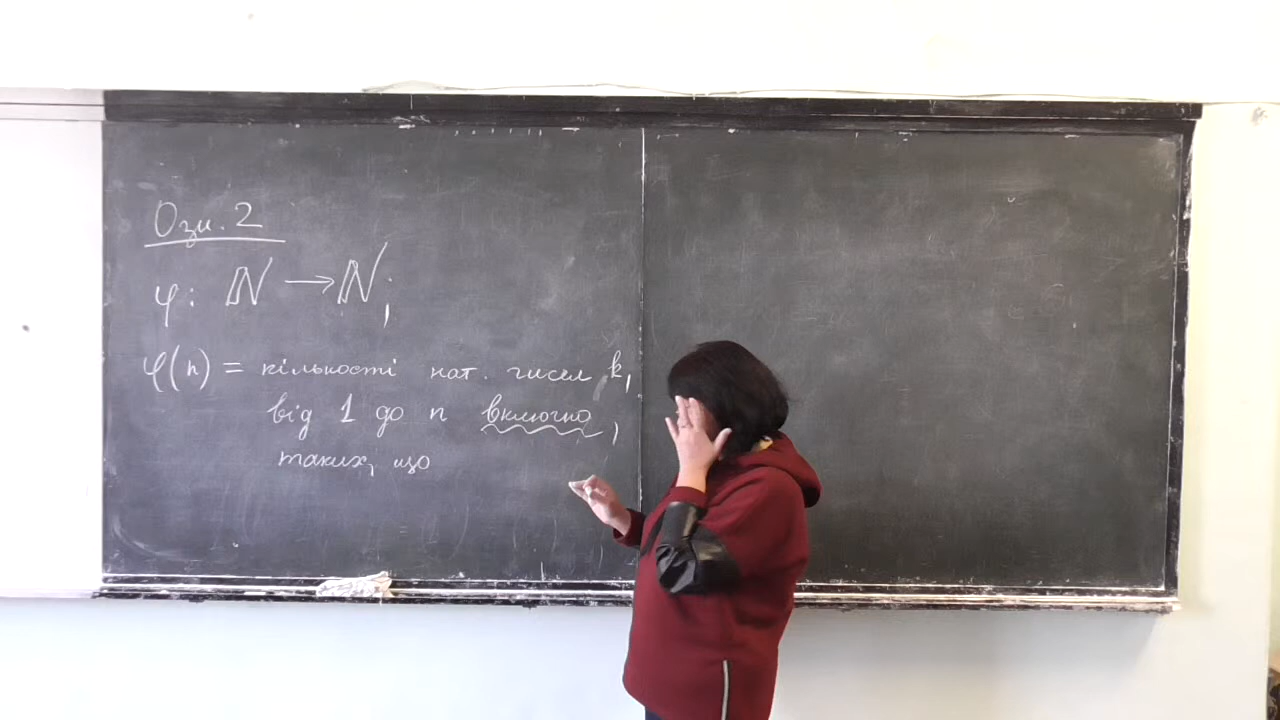 Озн. 2
φ: ℕ → ℕ;
φ(n) = кількості нат. чисел k,
від 1 до n включно,
таких, що